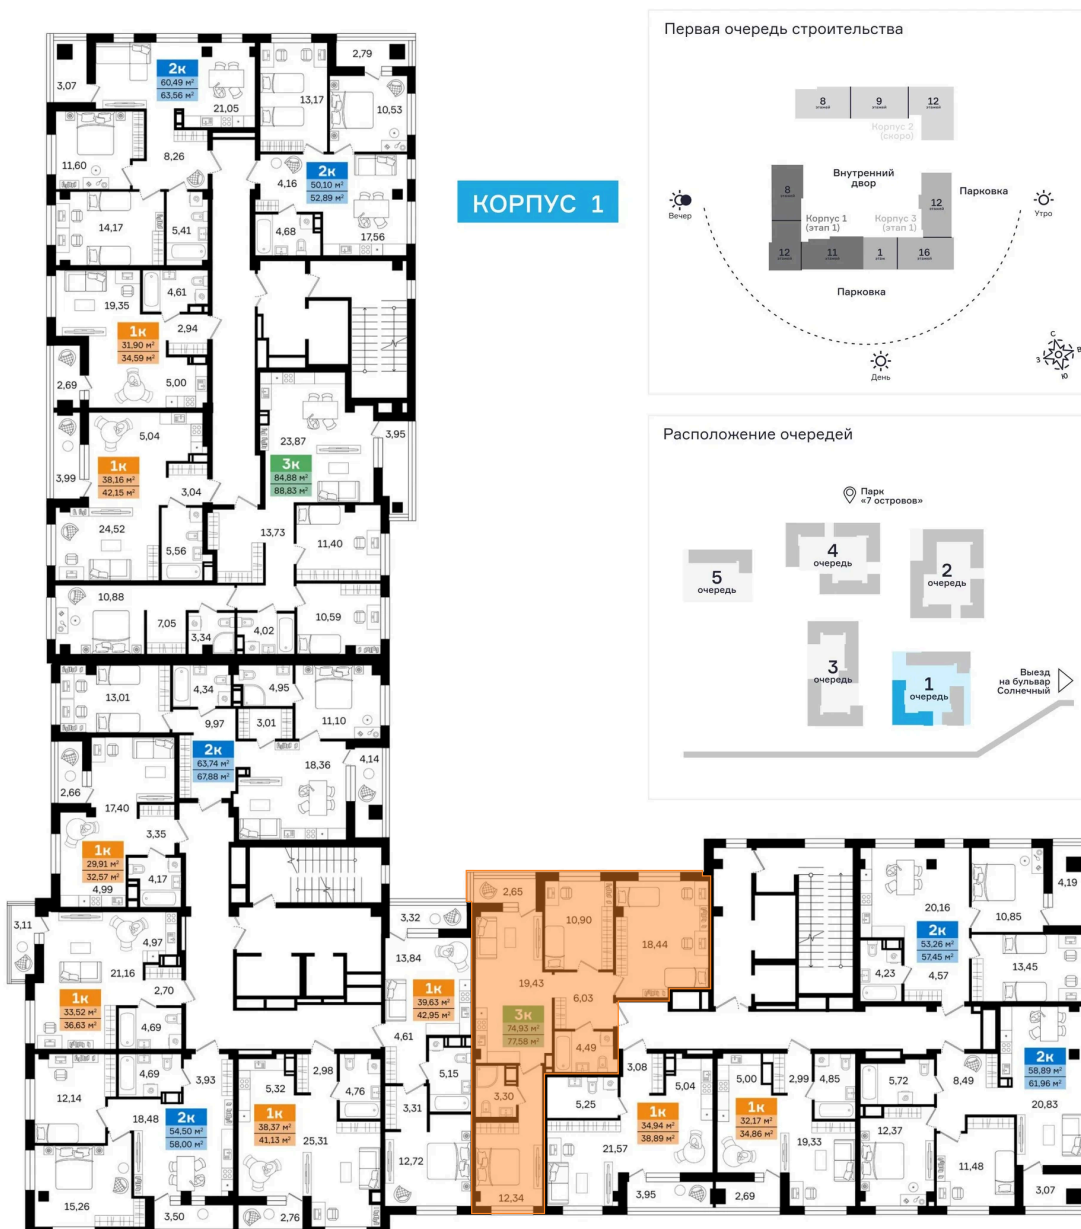 Первая очередь строительства
8
этажей
9
этажей
12
этажей
Корпус 2
(скоро)
Внутренний
двор
8
этажей
12
этажей
Парковка
Вечер
Утро
Корпус 1
(этап 1)
Корпус 3
(этап 1)
12
этажей
11
этажей
1
этаж
16
этажей
Парковка
День
С
В
З
Ю
КОРПУС 1
Расположение очередей
Парк
«7 островов»
4
очередь
5
очередь
2
очередь
3
очередь
1
очередь
Выезд
на бульвар
Солнечный
3,07
2к
60,49 м²
63,56 м²
21,05
13,17
2,79
10,53
11,60
8,26
4,16
2к
50,10 м²
52,89 м²
14,17
5,41
4,68
17,56
19,35
4,61
1к
31,90 м²
34,59 м²
2,94
2,69
5,00
5,04
3,99
1к
38,16 м²
42,15 м²
3,04
24,52
5,56
23,87
3,95
3к
84,88 м²
88,83 м²
13,73
11,40
10,88
7,05
3,34
4,02
10,59
13,01
4,34
4,95
11,10
9,97
3,01
2к
63,74 м²
67,88 м²
18,36
4,14
2,66
17,40
3,35
1к
29,91 м²
32,57 м²
4,99
4,17
3,11
4,97
21,16
2,70
1к
33,52 м²
36,63 м²
4,69
3,32
13,84
1к
39,63 м²
42,95 м²
4,61
5,15
3,31
12,72
2,65
10,90
18,44
19,43
6,03
3к
74,93 м²
77,58 м²
4,49
3,30
12,34
12,14
4,69
3,93
18,48
2к
54,50 м²
58,00 м²
15,26
3,50
5,32
2,98
4,76
1к
38,37 м²
41,13 м²
25,31
2,76
3,08
5,04
5,25
1к
34,94 м²
38,89 м²
21,57
3,95
5,00
2,99
4,85
1к
32,17 м²
34,86 м²
19,33
2,69
20,16
10,85
4,19
2к
53,26 м²
57,45 м²
4,23
4,57
13,45
5,72
8,49
2к
58,89 м²
61,96 м²
12,37
20,83
11,48
3,07